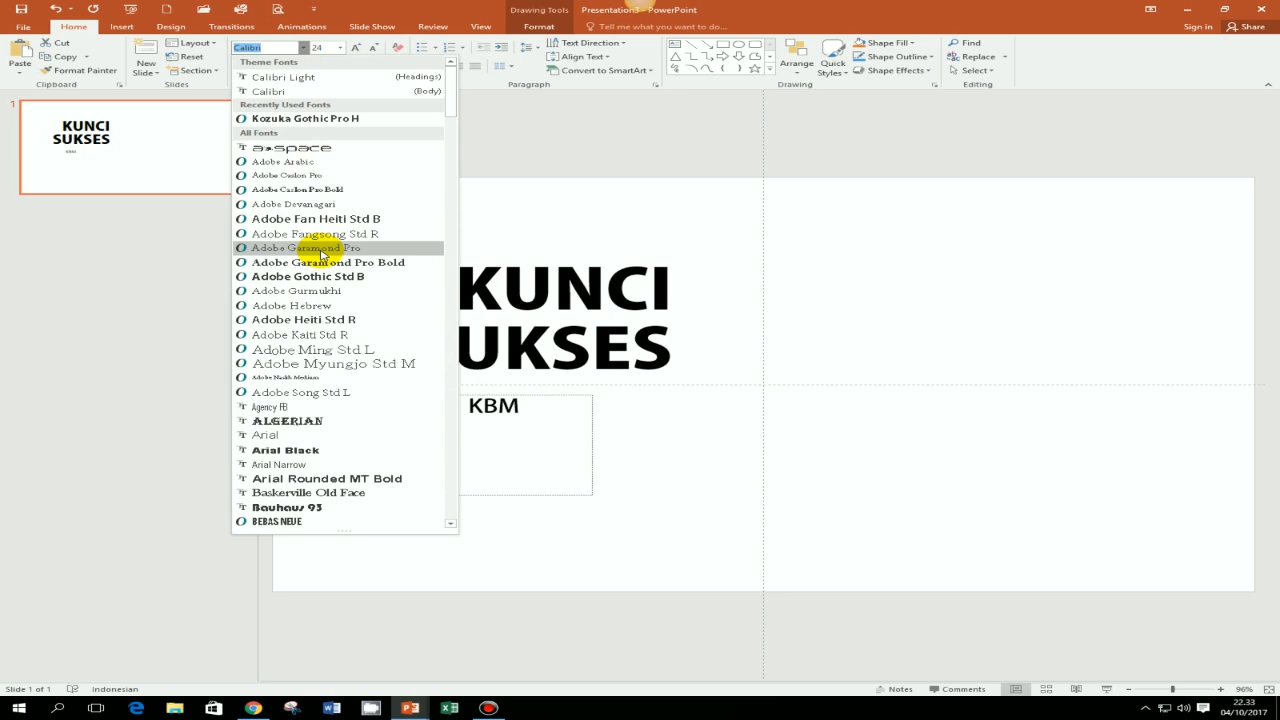 Drawing Tools
Presentation3 - PowerPoint
File
Home
Insert
Design
Transitions
Animations
Slide Show
Review
View
Format
Tell me what you want to do...
Sign in
Share
Paste
Cut
Copy
Format Painter
Clipboard
New
Slide
Layout
Reset
Section
Slides
Calibri
24
Text Direction
Align Text
Convert to SmartArt
Paragraph
Arrange
Quick
Styles
Shape Fill
Shape Outline
Shape Effects
Drawing
Find
Replace
Select
Editing
Theme Fonts
Calibri Light (Headings)
Calibri (Body)
Recently Used Fonts
Kozuka Gothic Pro H
All Fonts
a space
Adobe Arabic
Adobe Caslon Pro
Adobe Caslon Pro Bold
Adobe Devanagari
Adobe Fan Heiti Std B
Adobe Fangsong Std R
Adobe Garamond Pro
Adobe Garamond Pro Bold
Adobe Gothic Std B
Adobe Gurmukhi
Adobe Hebrew
Adobe Heiti Std R
Adobe Kaiti Std R
Adobe Ming Std L
Adobe Myungjo Std M
Adobe Naskh Medium
Adobe Song Std L
Agency FB
ALGERIAN
Arial
Arial Black
Arial Narrow
Arial Rounded MT Bold
Baskerville Old Face
Bauhaus 93
BEBAS NEUE
1
KUNCI
SUKSES
KUNCI
UKSES
KBM
Slide 1 of 1
Indonesian
Notes
Comments
96%
22.33
04/10/2017